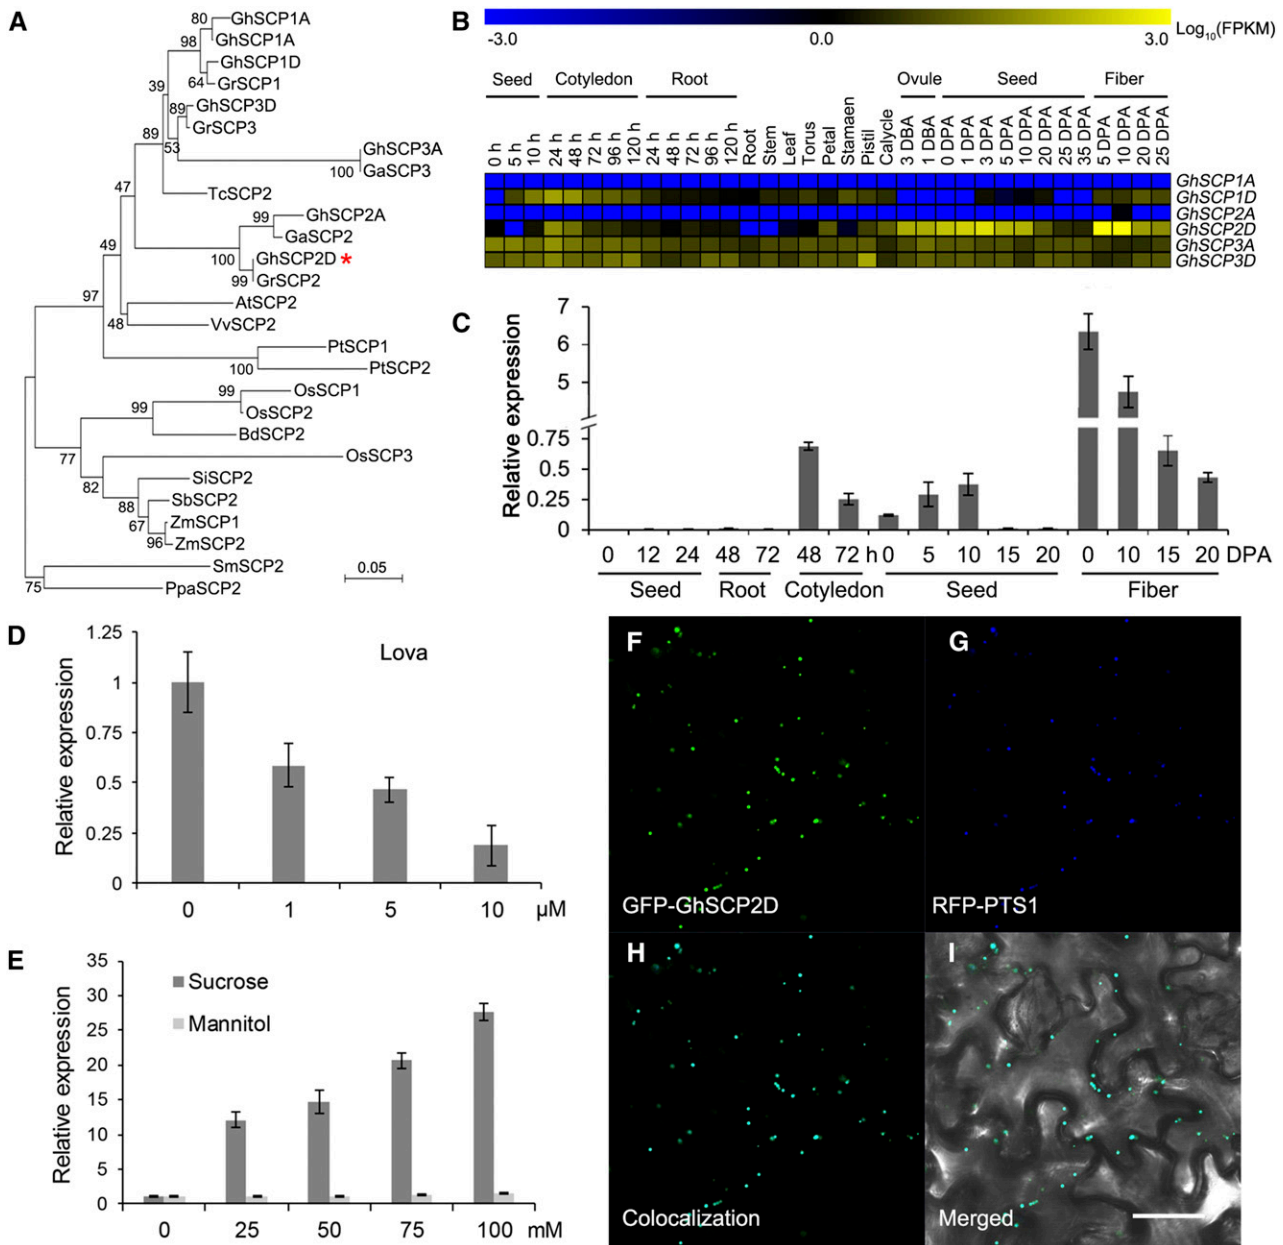 A
80
GhSCP1A
98
GhSCP1A
GhSCP1D
64
GrSCP1
39
GhSCP3D
89
GrSCP3
89
53
GhSCP3A
100
GaSCP3
TcSCP2
47
99
GhSCP2A
GaSCP2
49
100
GhSCP2D *
99
GrSCP2
97
AtSCP2
48
VvSCP2
PtSCP1
100
PtSCP2
99
OsSCP1
99
OsSCP2
BdSCP2
77
OsSCP3
82
SiSCP2
88
SbSCP2
67
ZmSCP1
96
ZmSCP2
SmSCP2
0.05
75
PpaSCP2
B
-3.0 0.0 3.0 Log10(FPKM)
Seed Cotyledon Root Ovule Seed Fiber
0 h 5 h 10 h 24 h 48 h 72 h 96 h 120 h 24 h 48 h 72 h 96 h 120 h Root Stem Leaf Torus Petal Stamaen Pistil Calycle 3 DBA 1 DBA 0 DPA 1 DPA 3 DPA 5 DPA 10 DPA 20 DPA 25 DPA 35 DPA 5 DPA 10 DPA 20 DPA 25 DPA
GhSCP1A
GhSCP1D
GhSCP2A
GhSCP2D
GhSCP3A
GhSCP3D
C
Relative expression
7
6
5
0.75
0.5
0.25
0
0 12 24 48 72 48 72 h 0 5 10 15 20 0 10 15 20 DPA
Seed Root Cotyledon Seed Fiber
D
Lova
Relative expression
1.25
1
0.75
0.5
0.25
0
0 1 5 10 µM
E
Relative expression
35
30
25
20
15
10
5
0
Sucrose
Mannitol
0 25 50 75 100 mM
F
GFP-GhSCP2D
G
RFP-PTS1
H
Colocalization
I
Merged